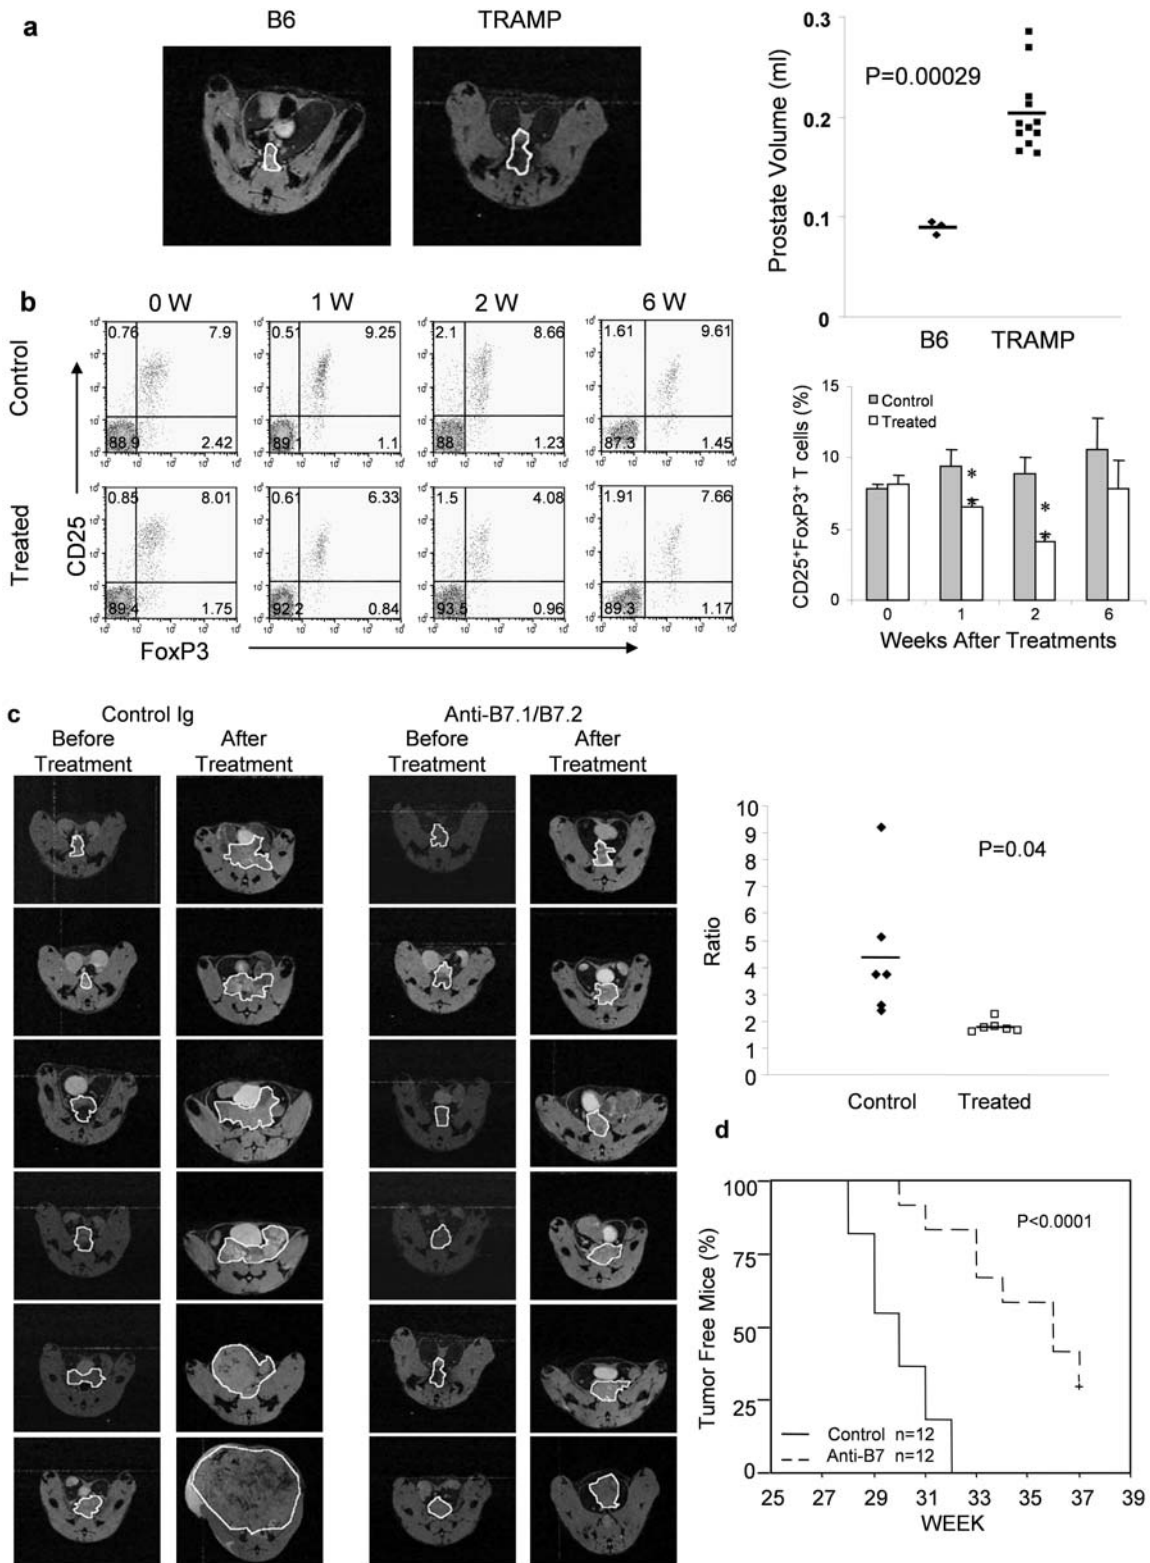 a
B6
TRAMP
Prostate Volume (ml)
0.3
0.2
0.1
0
P=0.00029
B6
TRAMP
b
0 W
1 W
2 W
6 W
Control
0.76
7.9
88.9
2.42
0.51
9.25
89.1
1.1
2.1
8.66
88
1.23
1.61
9.61
87.3
1.45
Treated
0.85
8.01
89.4
1.75
0.61
6.33
92.2
0.84
1.5
4.08
93.5
0.96
1.91
7.66
89.3
1.17
CD25
FoxP3
CD25⁺FoxP3⁺ T cells (%)
15
10
5
0
Control
Treated
*
*
*
*
0
1
2
6
Weeks After Treatments
c
Control Ig
Anti-B7.1/B7.2
Before Treatment
After Treatment
Before Treatment
After Treatment
Ratio
10
9
8
7
6
5
4
3
2
1
0
P=0.04
Control
Treated
d
Tumor Free Mice (%)
100
75
50
25
0
P<0.0001
Control n=12
Anti-B7 n=12
25
27
29
31
33
35
37
39
WEEK